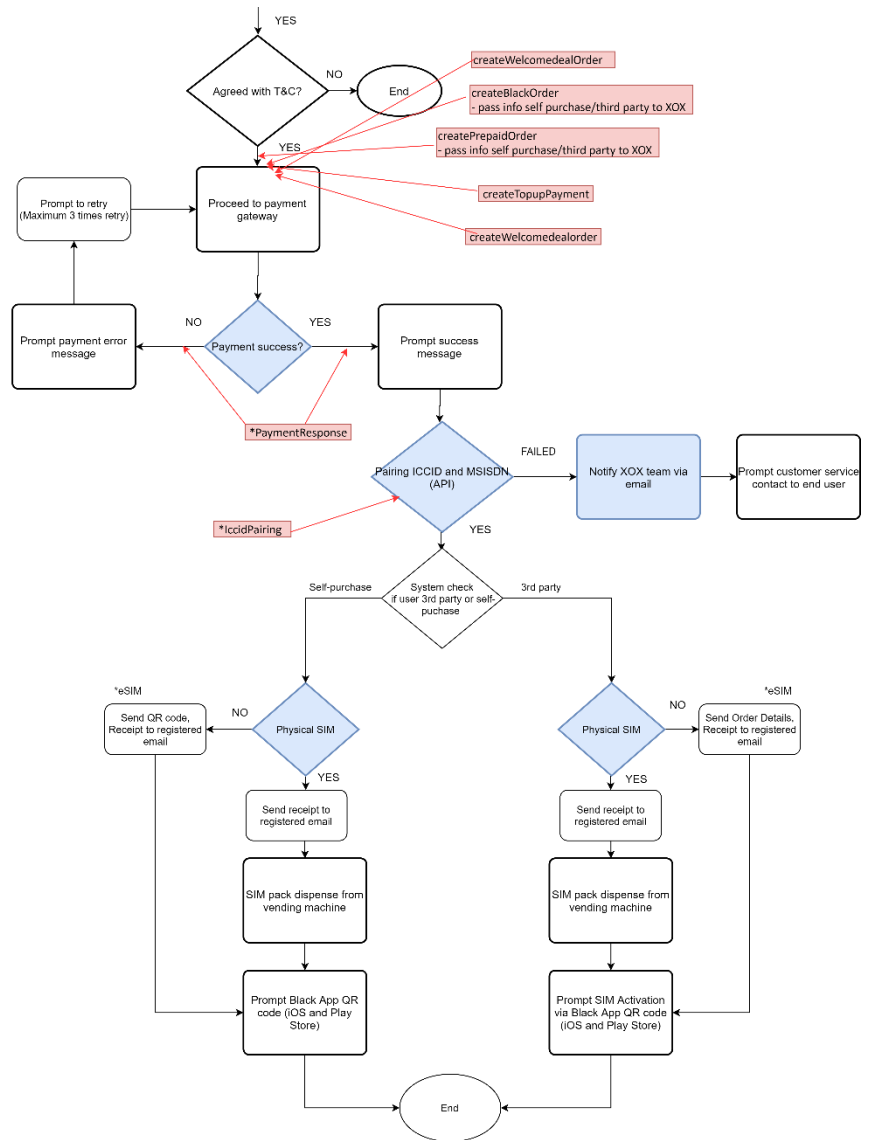 YES
createWelcomedealOrder
Agreed with T&C?
NO
End
createBlackOrder
- pass info self purchase/third party to XOX
createPrepaidOrder
- pass info self purchase/third party to XOX
YES
Prompt to retry
(Maximum 3 times retry)
Proceed to payment
gateway
createTopupPayment
createWelcomedealorder
NO
YES
Prompt payment error
message
Payment success?
Prompt success
message
*PaymentResponse
FAILED
Pairing ICCID and MSISDN
(API)
Notify XOX team via
email
Prompt customer service
contact to end user
*IccidPairing
YES
Self-purchase
System check
if user 3rd party or self-
puchase
3rd party
*eSIM
Send QR code,
Receipt to registered
email
NO
Physical SIM
YES
Send receipt to
registered email
SIM pack dispense from
vending machine
Prompt Black App QR
code (iOS and Play
Store)
Physical SIM
NO
*eSIM
Send Order Details,
Receipt to registered
email
YES
Send receipt to
registered email
SIM pack dispense from
vending machine
Prompt SIM Activation
via Black App QR code
(iOS and Play Store)
End